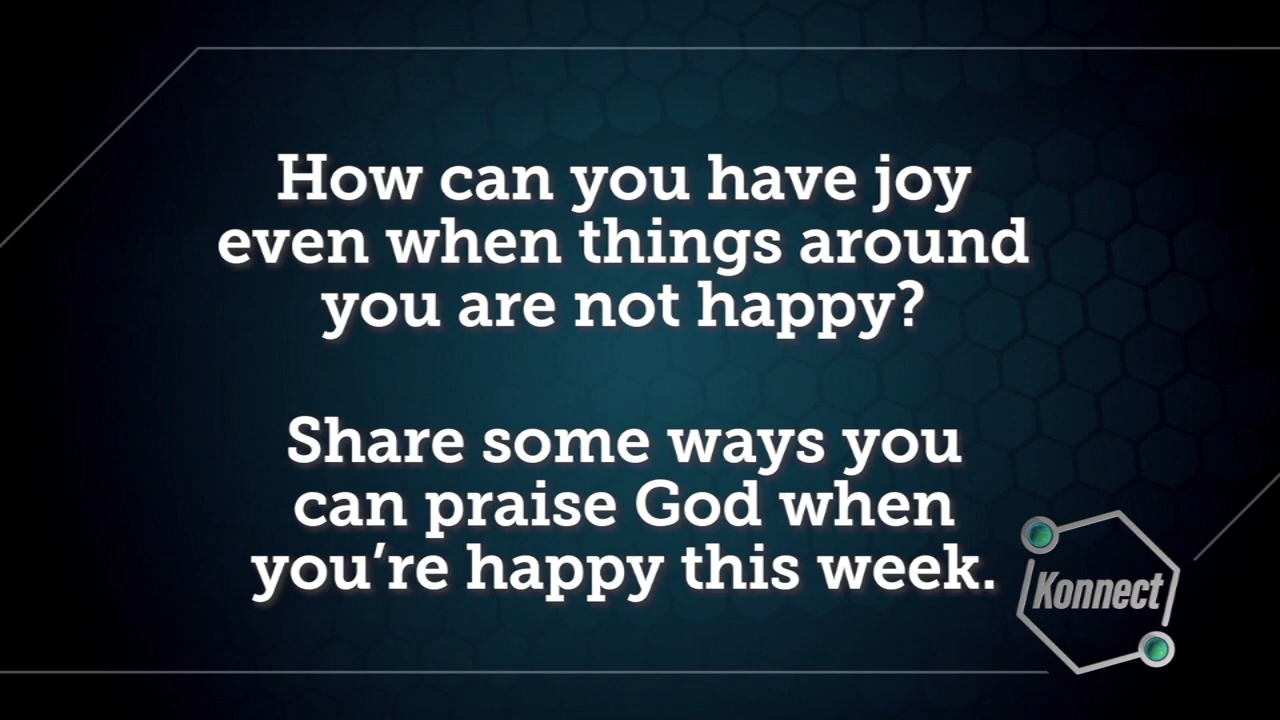 How can you have joy
even when things around
you are not happy?
Share some ways you
can praise God when
you’re happy this week.
Konnect